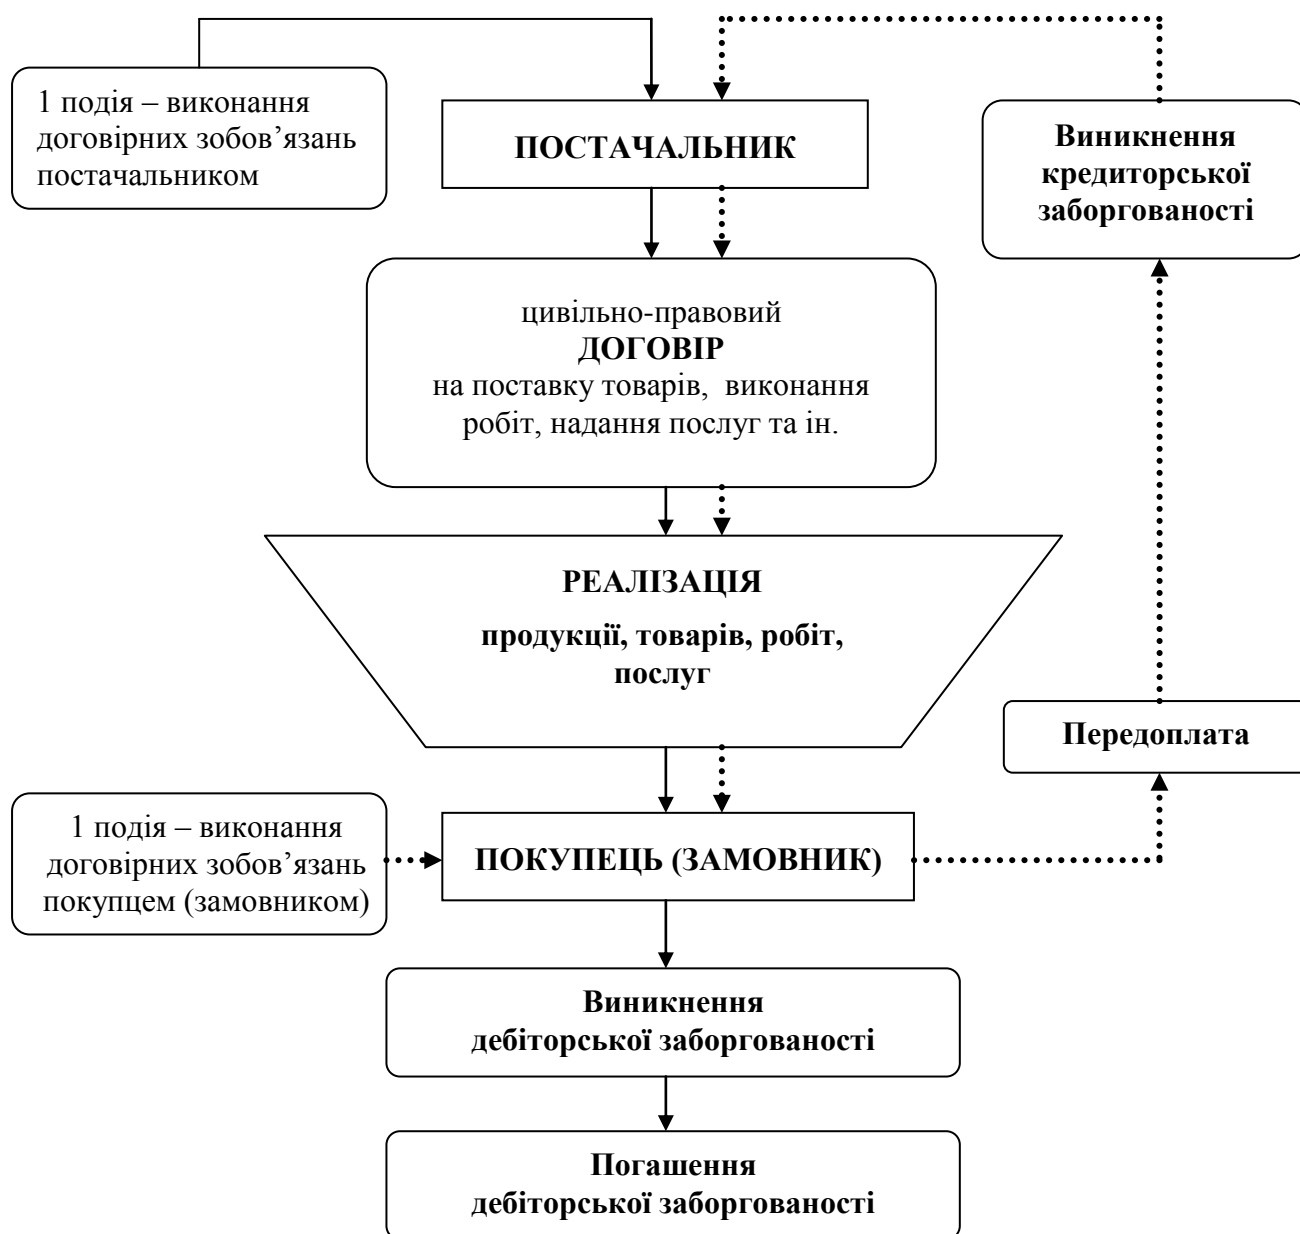 1 подія – виконання
договірних зобов’язань
постачальником
ПОСТАЧАЛЬНИК
Виникнення
кредиторської
заборгованості
цивільно-правовий
ДОГОВІР
на поставку товарів, виконання
робіт, надання послуг та ін.
РЕАЛІЗАЦІЯ
продукції, товарів, робіт,
послуг
Передоплата
1 подія – виконання
договірних зобов’язань
покупцем (замовником)
ПОКУПЕЦЬ (ЗАМОВНИК)
Виникнення
дебіторської заборгованості
Погашення
дебіторської заборгованості